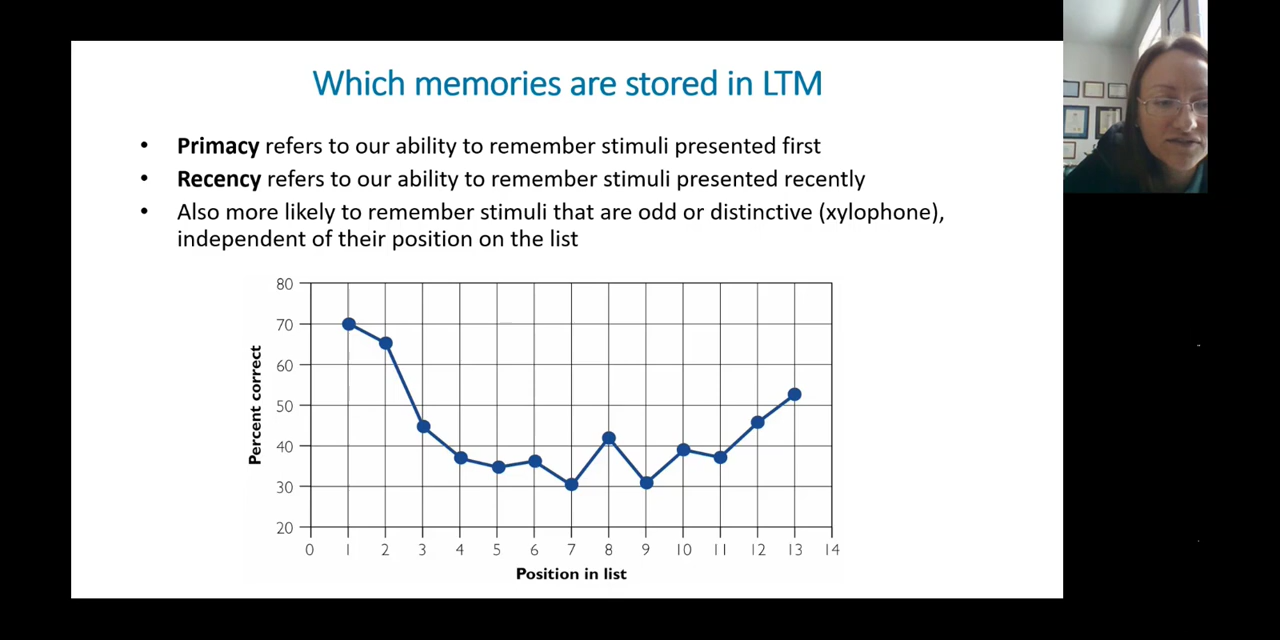 Which memories are stored in LTM
• Primacy refers to our ability to remember stimuli presented first
• Recency refers to our ability to remember stimuli presented recently
• Also more likely to remember stimuli that are odd or distinctive (xylophone),
independent of their position on the list
80
70
60
50
40
30
20
Percent correct
0 1 2 3 4 5 6 7 8 9 10 11 12 13 14
Position in list